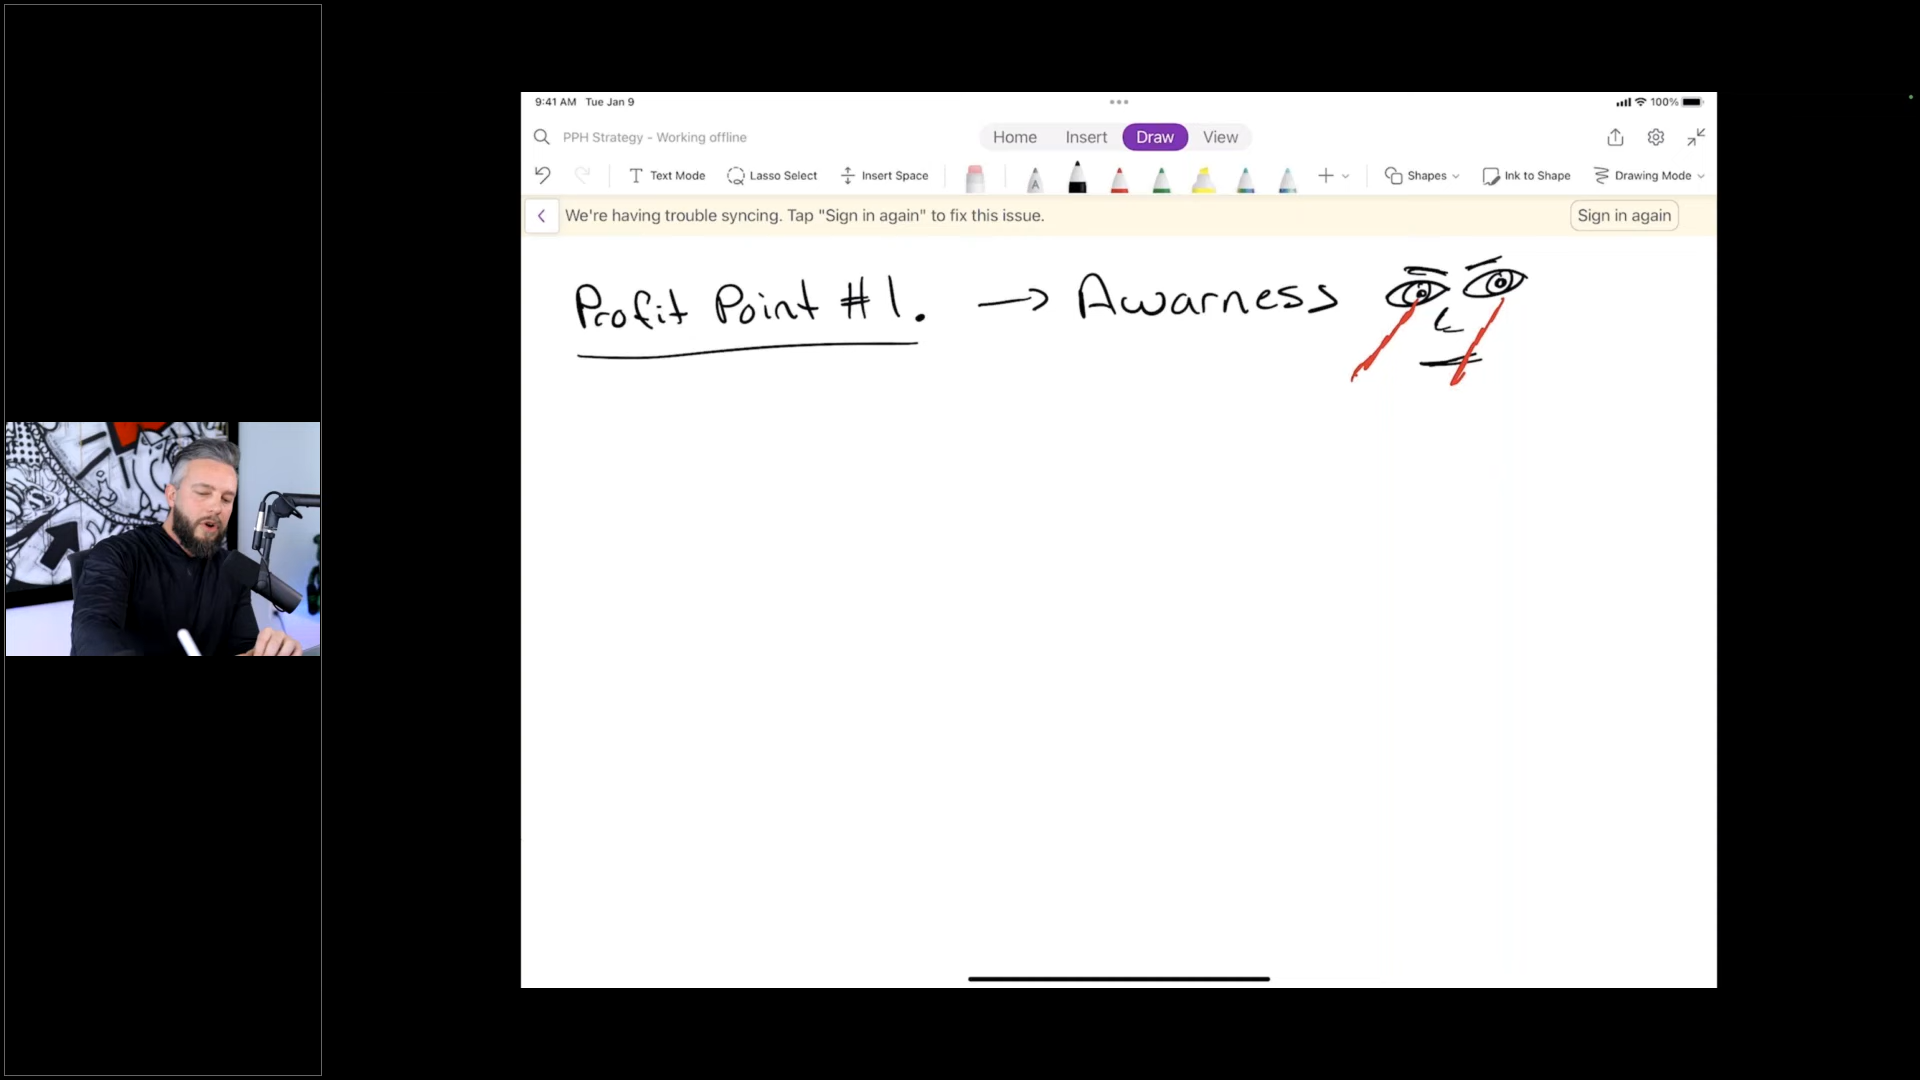 9:41 AM Tue Jan 9
100%
PPH Strategy - Working offline
Home Insert Draw View
Text Mode Lasso Select Insert Space A Shapes Ink to Shape Drawing Mode
We're having trouble syncing. Tap "Sign in again" to fix this issue. Sign in again
Profit Point #1. → Awarness